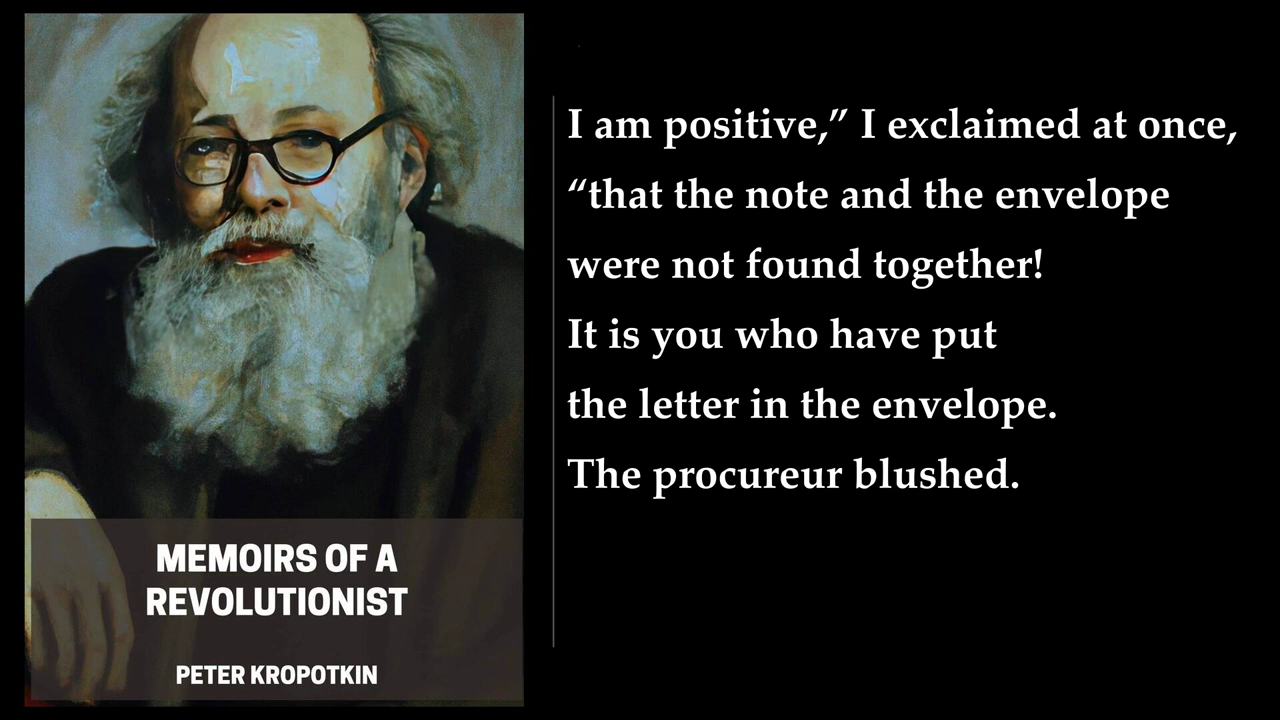 MEMOIRS OF A
REVOLUTIONIST
PETER KROPOTKIN
I am positive,” I exclaimed at once,
“that the note and the envelope
were not found together!
It is you who have put
the letter in the envelope.
The procureur blushed.